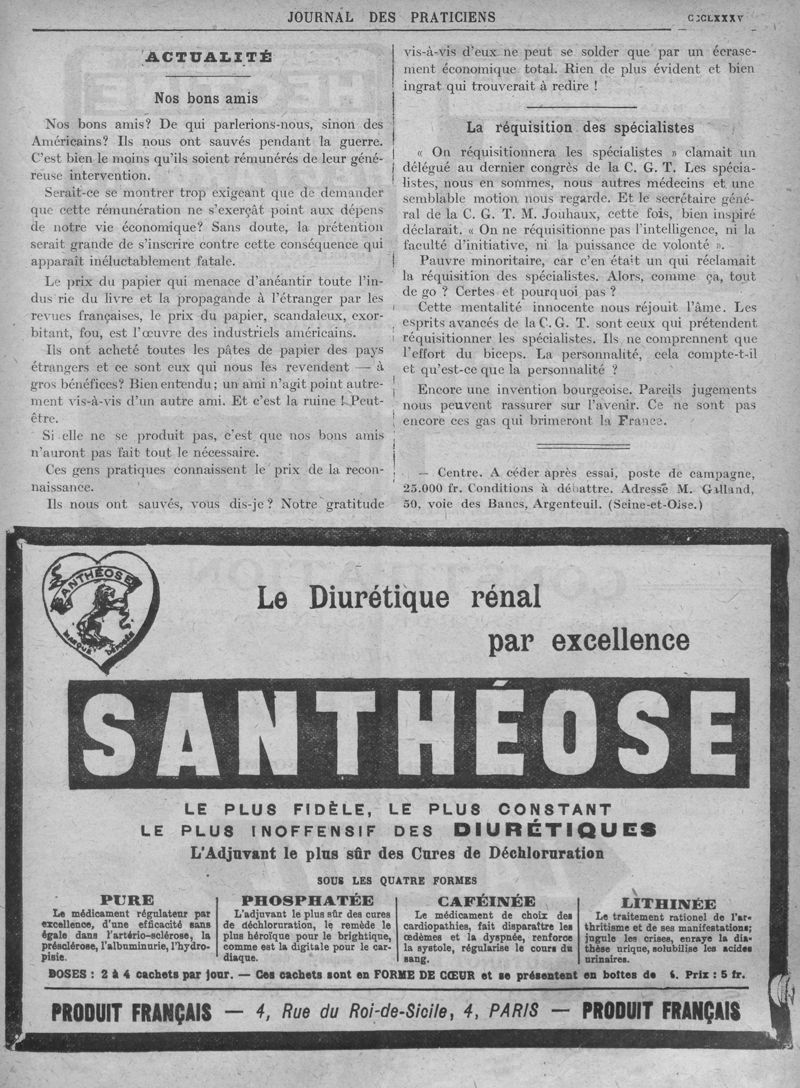 JOURNAL DES PRATICIENS
ACTUALITÉ
Nos bons amis
Nos bons amis? De qui parlerions-nous, sinon des
Américains? Ils nous ont sauvés pendant la guerre.
C'est bien le moins qu'ils soient rémunérés de leur géné-
reuse intervention.
Serait-ce se montrer trop exigeant que de demander
que cette rémunération ne s'exerçât point aux dépens
de notre vie économique? Sans doute, la prétention
serait grande de s'inscrire contre cette conséquence qui
apparaît inéluctablement fatale.
Le prix du papier qui menace d'anéantir toute l'in-
dus rie du livre et la propagande à l'étranger par les
revues françaises, le prix du papier, scandaleux, exor-
bitant, fou, est l'œuvre des industriels américains.
Ils ont acheté toutes les pâtes de papier des pays
étrangers et ce sont eux qui nous les revendent — à
gros bénéfices? Bien entendu; un ami n'agit point autre-
ment vis-à-vis d'un autre ami. Et c'est la ruine ! Peut-
être.
Si elle ne se produit pas, c'est que nos bons amis
n'auront pas fait tout le nécessaire.
Ces gens pratiques connaissent le prix de la recon-
naissance.
Ils nous ont sauvés, vous dis-je? Notre gratitude
vis-à-vis d'eux ne peut se solder que par un écrase-
ment économique total. Rien de plus évident et bien
ingrat qui trouverait à redire !
La réquisition des spécialistes
« On réquisitionnera les spécialistes » clamait un
délégué au dernier congrès de la C. G. T. Les spécia-
listes, nous en sommes, nous autres médecins et une
semblable motion nous regarde. Et le secrétaire géné-
ral de la C. G. T. M. Jouhaux, cette fois, bien inspiré
déclarait. « On ne réquisitionne pas l'intelligence, ni la
faculté d'initiative, ni la puissance de volonté ».
Pauvre minoritaire, car c'en était un qui réclamait
la réquisition des spécialistes. Alors, comme ça, tout
de go ? Certes et pourquoi pas ?
Cette mentalité innocente nous réjouit l'âme. Les
esprits avancés de la C. G. T. sont ceux qui prétendent
réquisitionner les spécialistes. Ils ne comprennent que
l'effort du biceps. La personnalité, cela compte-t-il
et qu'est-ce que la personnalité ?
Encore une invention bourgeoise. Pareils jugements
nous peuvent rassurer sur l'avenir. Ce ne sont pas
encore ces gas qui brimeront la France.
— Centre. A céder après essai, poste de campagne,
25.000 fr. Conditions à débattre. Adresse M. Galland,
50, voie des Bancs, Argenteuil. (Seine-et-Oise.)
SANTHÉOSE
MARQUE DÉPOSÉE
Le Diurétique rénal
par excellence
SANTHÉOSE
LE PLUS FIDÈLE, LE PLUS CONSTANT
LE PLUS INOFFENSIF DES DIURÉTIQUES
L'Adjuvant le plus sûr des Cures de Déchloruration
SOUS LES QUATRE FORMES
PURE
Le médicament régulateur par
excellence, d'une efficacité sans
égale dans l'artério-sclérose, la
présclérose, l'albuminurie, l'hydro-
pisie.
PHOSPHATÉE
L'adjuvant le plus sûr des cures
de déchloruration, le remède le
plus héroïque pour le brightique,
comme est la digitale pour le car-
diaque.
CAFÉINÉE
Le médicament de choix des
cardiopathies, fait disparaître les
œdèmes et la dyspnée, renforce
la systole, régularise le cours du
sang.
LITHINÉE
Le traitement rationel de l'ar-
thritisme et de ses manifestations;
jugule les crises, enraye la dia-
thèse urique, solubilise les acides
urinaires.
DOSES : 2 à 4 cachets par jour. — Ces cachets sont en FORME DE CŒUR et se présentent en boîtes de Prix : 5 fr.
PRODUIT FRANÇAIS — 4, Rue du Roi-de-Sicile, 4, PARIS — PRODUIT FRANÇAIS